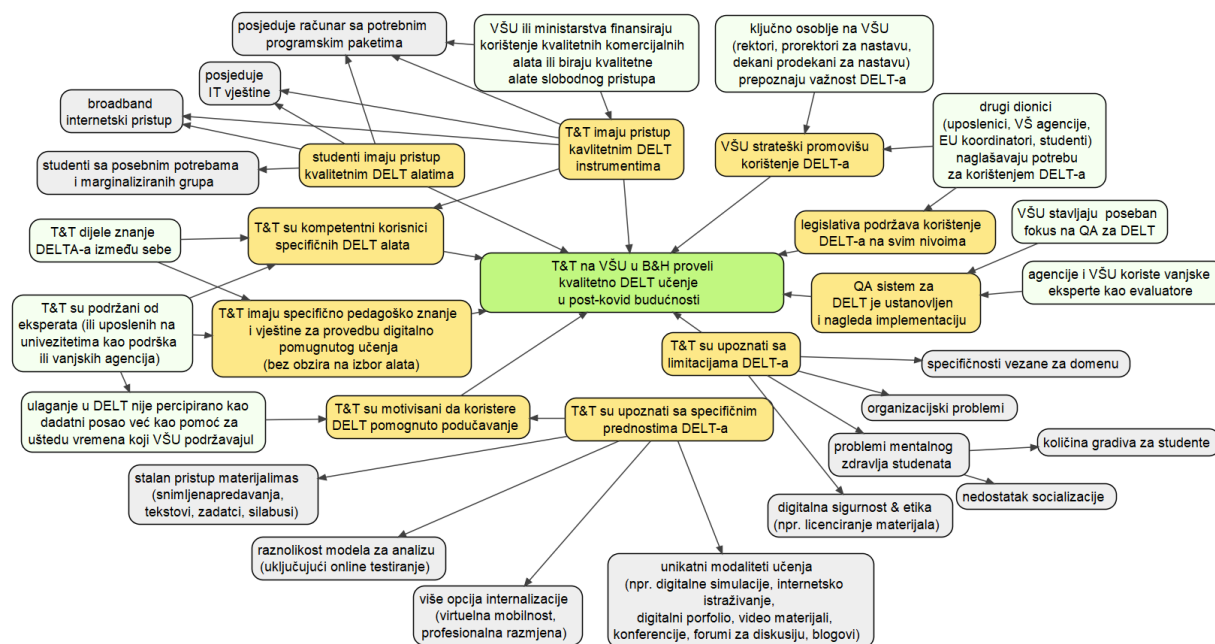 posjeduje računar sa potrebnim
programskim paketima
VŠU ili ministarstva finansiraju
korištenje kvalitetnih komercijalnih
alata ili biraju kvalitetne
alate slobodnog pristupa
ključno osoblje na VŠU
(rektori, prorektori za nastavu,
dekani prodekani za nastavu)
prepoznaju važnost DELT-a
posjeduje
IT vještine
broadband
internetski pristup
drugi dionici
(uposlenici, VŠ agencije,
EU koordinatori, studenti)
naglašavaju potrebu
za korištenjem DELT-a
T&T imaju pristup
kavlitetnim DELT
instrumentima
VŠU strateški promovišu
korištenje DELT-a
studenti imaju pristup
kvalitetnim DELT alatima
studenti sa posebnim potrebama
i marginaliziranih grupa
T&T dijele znanje
DELTA-a između sebe
T&T su kompetentni korisnici
specifičnih DELT alata
legislativa podržava korištenje
DELT-a na svim nivoima
VŠU stavljaju poseban
fokus na QA za DELT
T&T na VŠU u B&H proveli
kvalitetno DELT učenje
u post-kovid budućnosti
QA sistem za
DELT je ustanovljen
i nagleda implementaciju
agencije i VŠU koriste vanjske
eksperte kao evaluatore
T&T su podržani od
eksperata (ili uposlenih na
univezitetima kao podrška
ili vanjskih agencija)
T&T imaju specifično pedagoško znanje
i vještine za provedbu digitalno
pomugnutog učenja
(bez obzira na izbor alata)
T&T su upoznati sa
limitacijama DELT-a
specifičnosti vezane za domenu
organizacijski problemi
ulaganje u DELT nije percipirano kao
dadatni posao već kao pomoć za
uštedu vremena koji VŠU podržavajul
T&T su motivisani da koristere
DELT pomognuto podučavanje
T&T su upoznati sa specifičnim
prednostima DELT-a
problemi mentalnog
zdravlja studenata
količina gradiva za studente
nedostatak socializacije
stalan pristup materijalimas
(snimljenapredavanja,
tekstovi, zadatci, silabusi)
digitalna sigurnost & etika
(npr. licenciranje materijala)
raznolikost modela za analizu
(uključujući online testiranje)
više opcija internalizacije
(virtuelna mobilnost,
profesionalna razmjena)
unikatni modaliteti učenja
(npr. digitalne simulacije, internetsko
istraživanje,
digitalni porfolio, video materijali,
konferencije, forumi za diskusiju, blogovi)